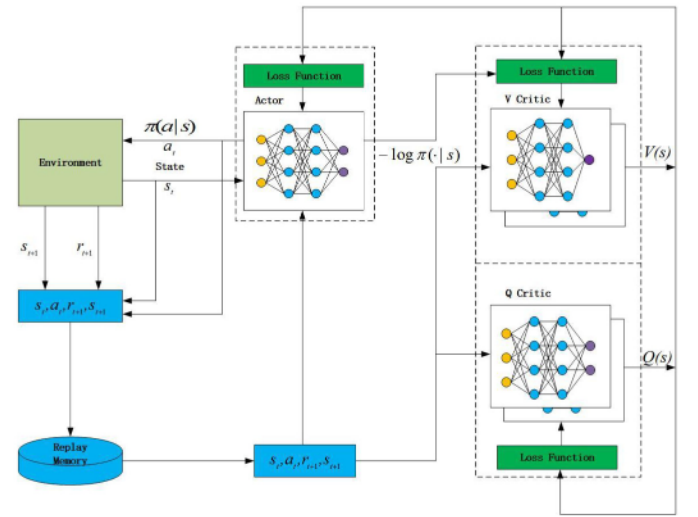 Loss Function
Loss Function
Actor
V Critic
π(a|s)
a_t
Environment
State
s_t
−log π(·|s)
V(s)
s_{t+1}
r_{t+1}
s_t, a_t, r_{t+1}, s_{t+1}
Q Critic
Q(s)
Replay
Memory
s_t, a_t, r_{t+1}, s_{t+1}
Loss Function